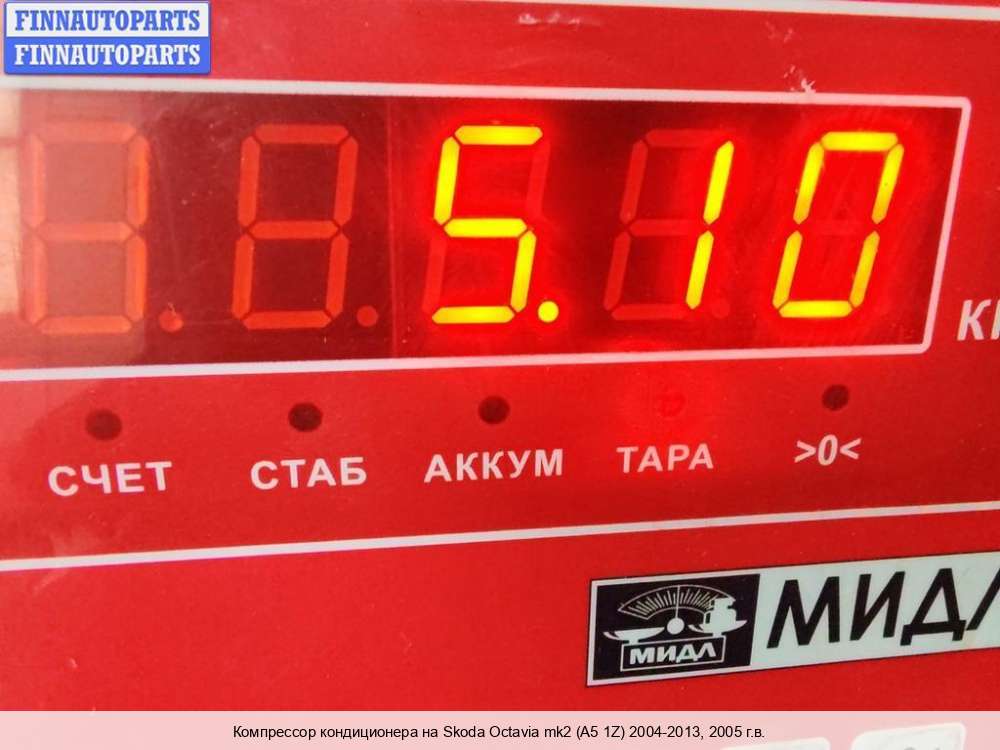 FINNAUTOPARTS
FINNAUTOPARTS
5.10
СЧЕТ СТАБ АККУМ ТАРА >0<
МИДЛ
Компрессор кондиционера на Skoda Octavia mk2 (A5 1Z) 2004-2013, 2005 г.в.